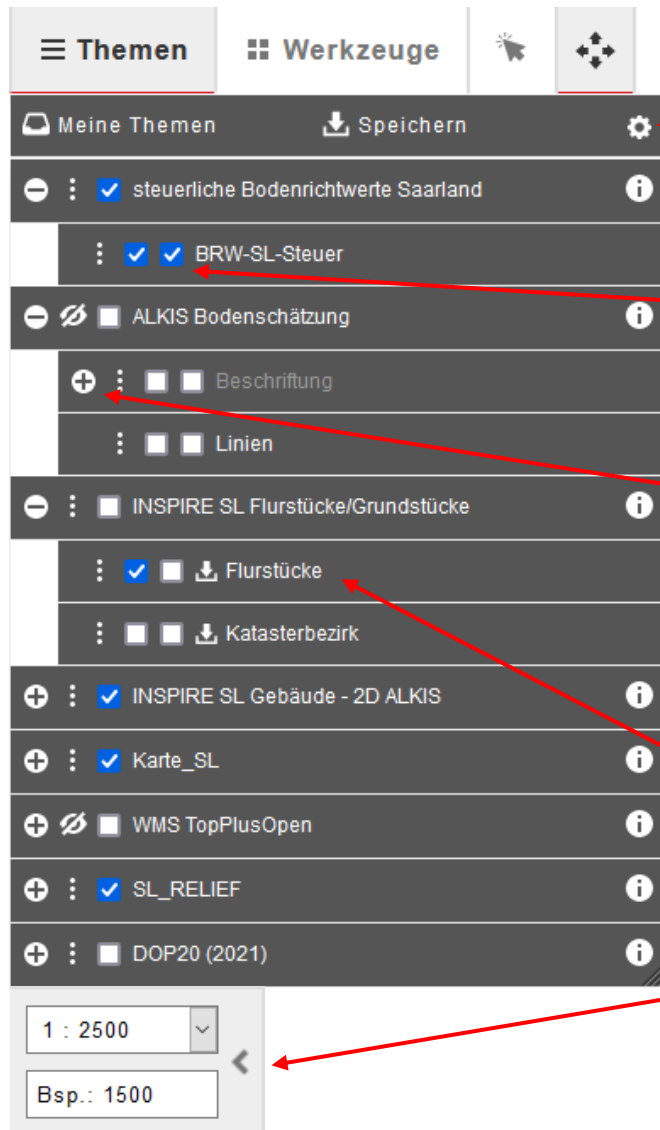 Themen Werkzeuge
Meine Themen Speichern
steuerliche Bodenrichtwerte Saarland
BRW-SL-Steuer
ALKIS Bodenschätzung
Beschriftung
Linien
INSPIRE SL Flurstücke/Grundstücke
Flurstücke
Katasterbezirk
INSPIRE SL Gebäude - 2D ALKIS
Karte_SL
WMS TopPlusOpen
SL_RELIEF
DOP20 (2021)
1 : 2500
Bsp.: 1500